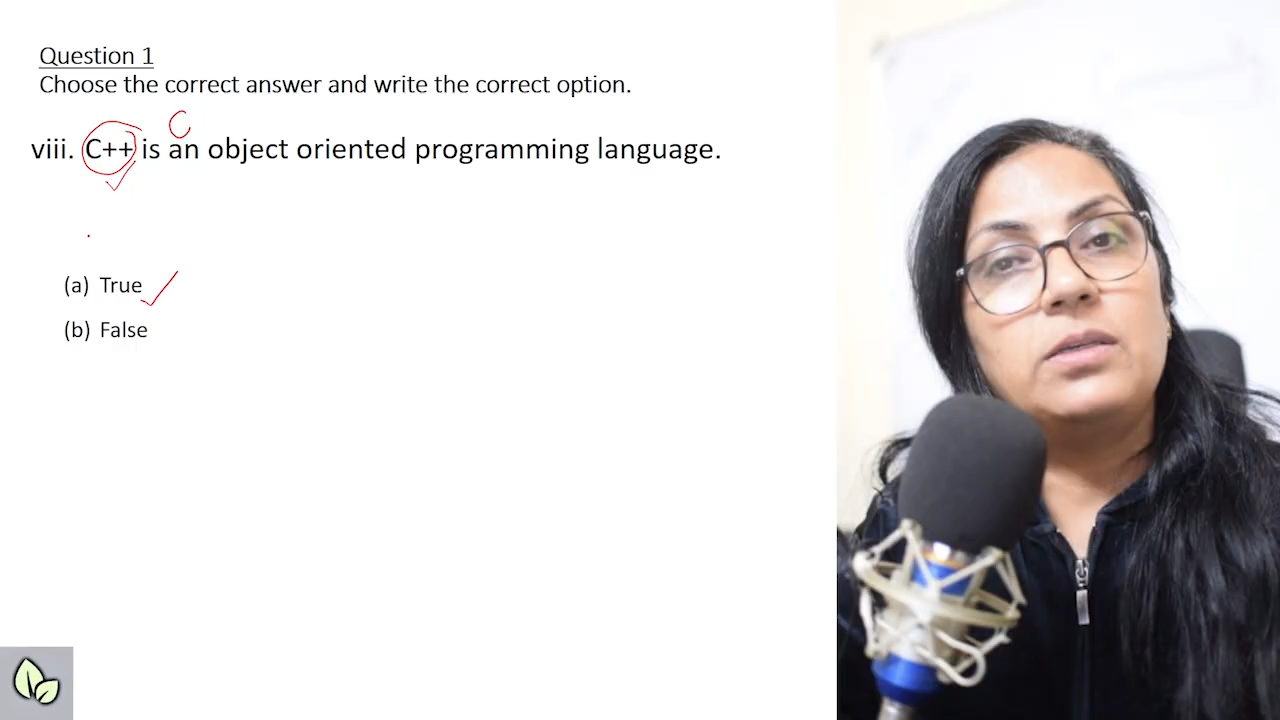 Question 1
Choose the correct answer and write the correct option.
C
viii. C++ is an object oriented programming language.
(a) True
(b) False